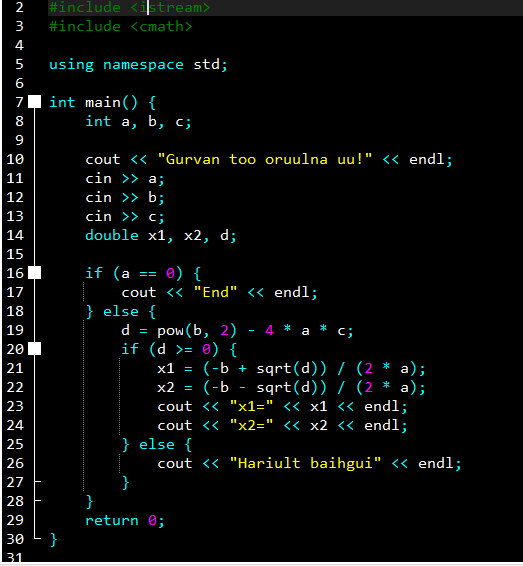 2 #include <iostream>
3 #include <cmath>
4
5 using namespace std;
6
7 int main() {
8     int a, b, c;
9
10     cout << "Gurvan too oruulna uu!" << endl;
11     cin >> a;
12     cin >> b;
13     cin >> c;
14     double x1, x2, d;
15
16     if (a == 0) {
17         cout << "End" << endl;
18     } else {
19         d = pow(b, 2) - 4 * a * c;
20         if (d >= 0) {
21             x1 = (-b + sqrt(d)) / (2 * a);
22             x2 = (-b - sqrt(d)) / (2 * a);
23             cout << "x1=" << x1 << endl;
24             cout << "x2=" << x2 << endl;
25         } else {
26             cout << "Hariult baihgui" << endl;
27         }
28     }
29     return 0;
30 }
31